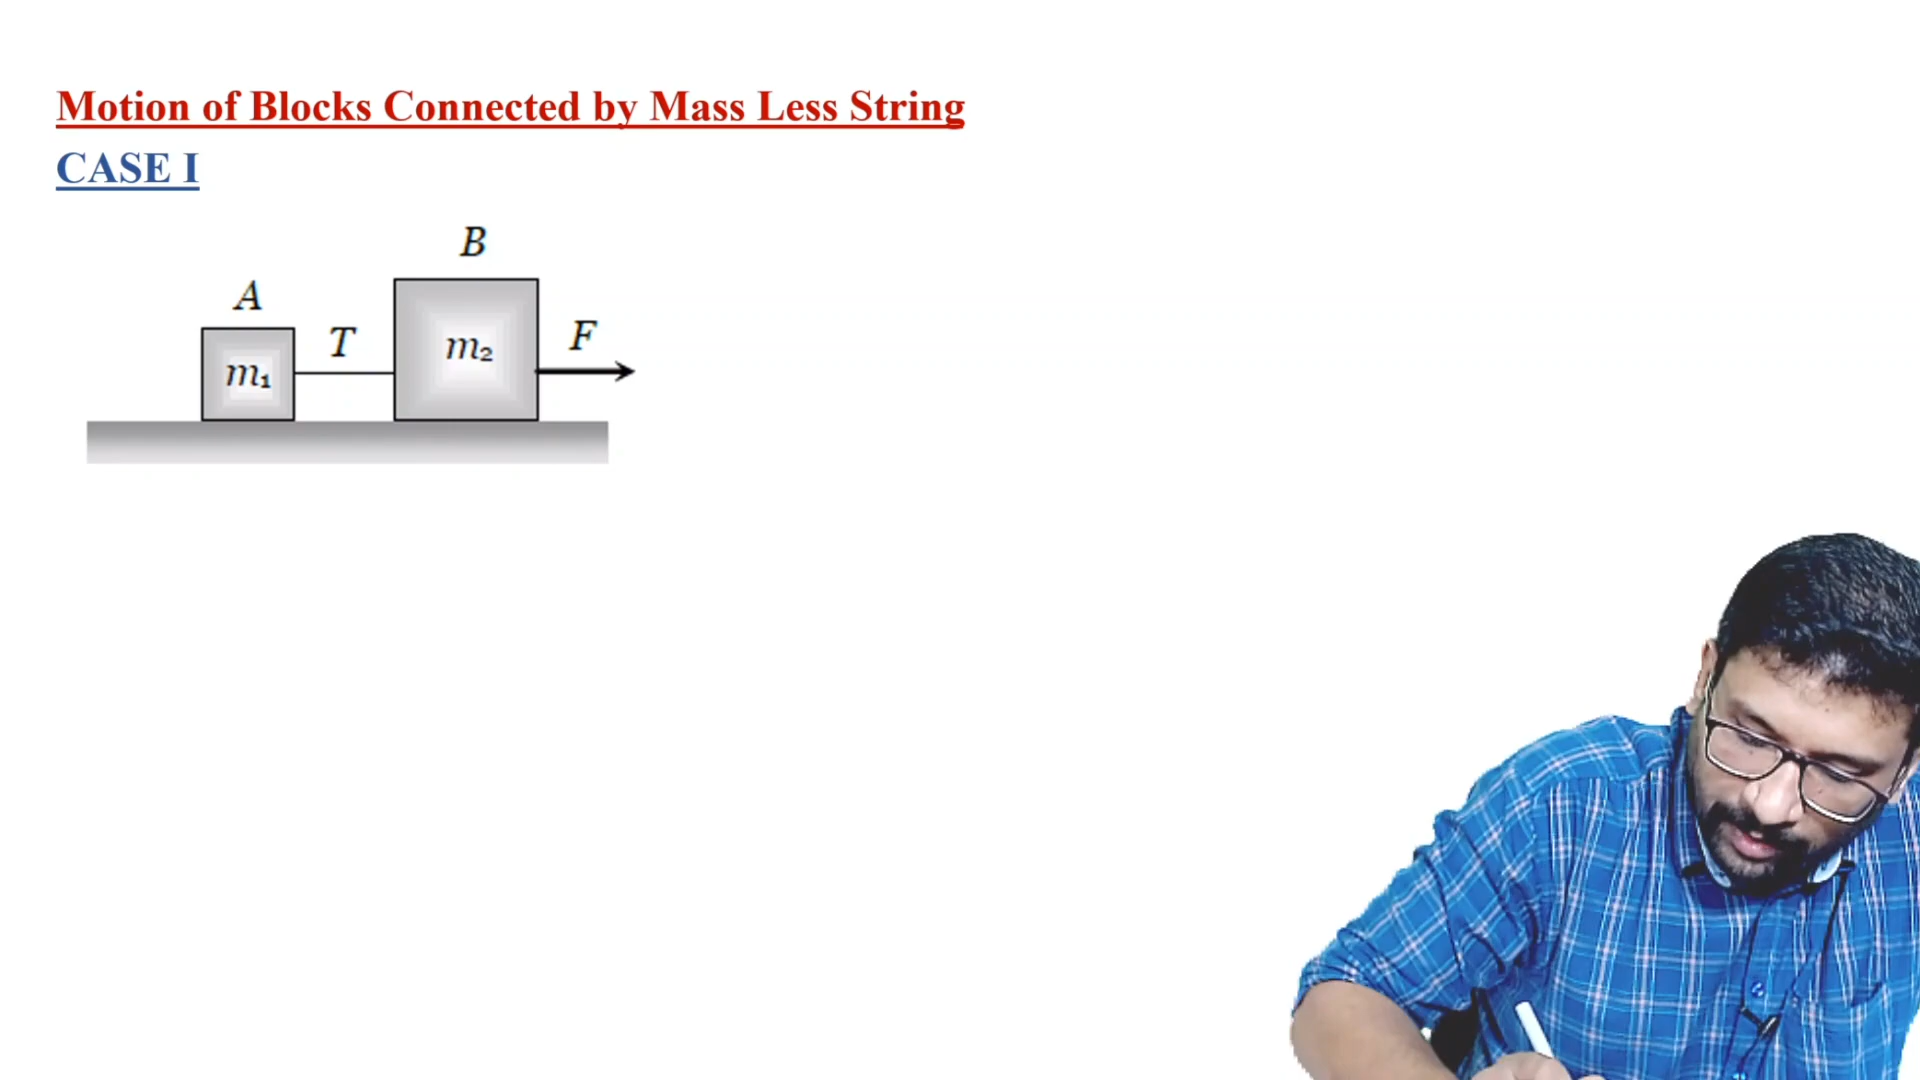 Motion of Blocks Connected by Mass Less String
CASE I
B
A
T
F
m₁
m₂